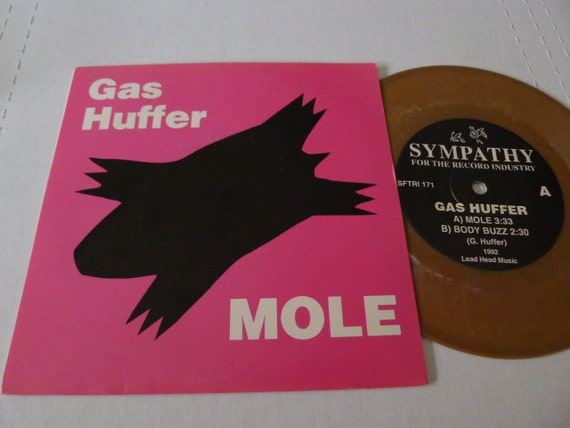 Gas
Huffer
MOLE
SYMPATHY
FOR THE RECORD INDUSTRY
SFTRI 171
A
GAS HUFFER
A) MOLE 3:33
B) BODY BUZZ 2:30
(G. Huffer)
1992
Lead Head Music